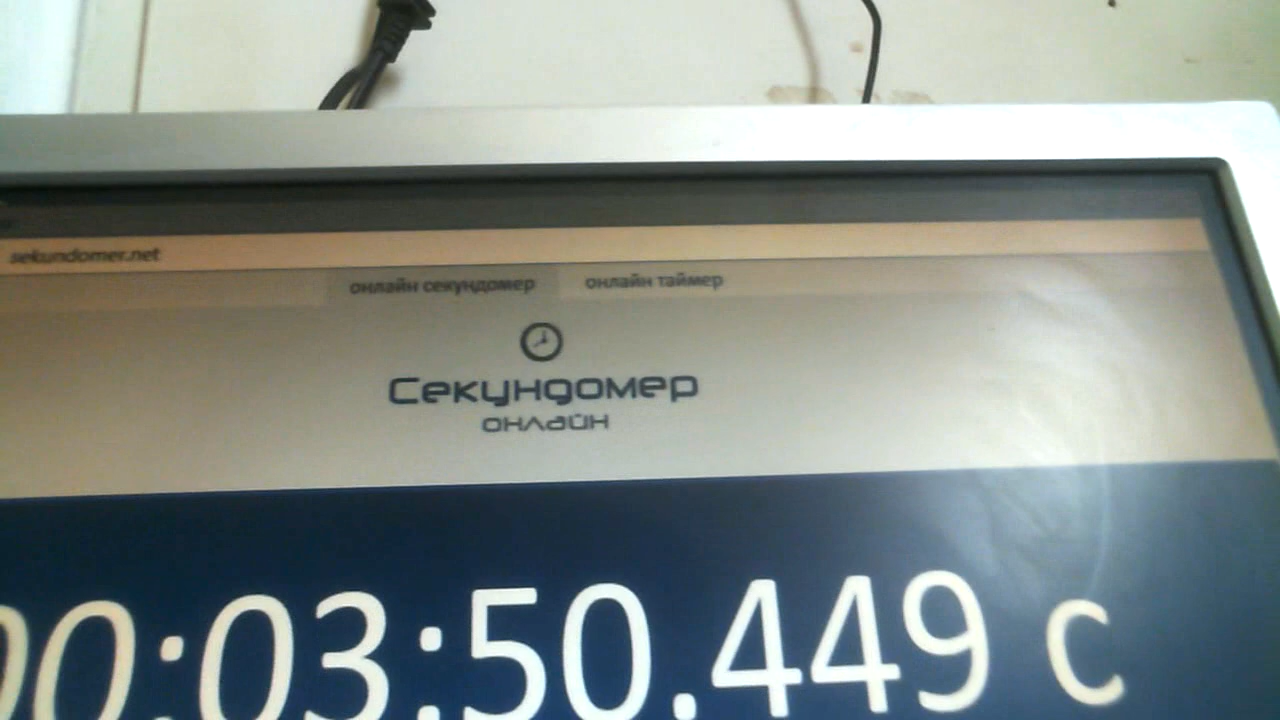 sekundomer.net
онлайн секундомер онлайн таймер
Секундомер
онлайн
00:03:50.449 с